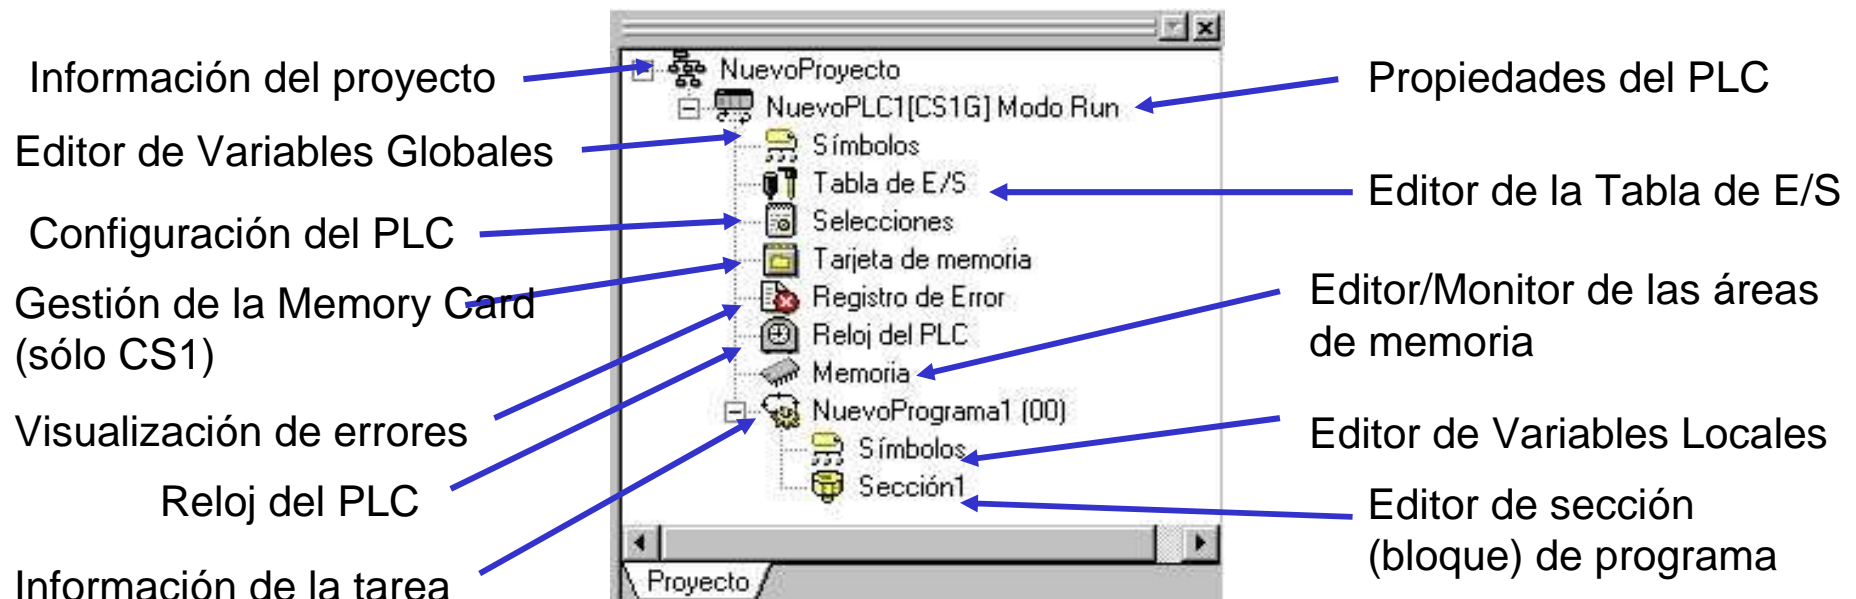 Información del proyecto
Editor de Variables Globales
Configuración del PLC
Gestión de la Memory Card
(sólo CS1)
Visualización de errores
Reloj del PLC
Información de la tarea
NuevoProyecto
NuevoPLC1[CS1G] Modo Run
Símbolos
Tabla de E/S
Selecciones
Tarjeta de memoria
Registro de Error
Reloj del PLC
Memoria
NuevoPrograma1 (00)
Símbolos
Sección1
Proyecto
Propiedades del PLC
Editor de la Tabla de E/S
Editor/Monitor de las áreas
de memoria
Editor de Variables Locales
Editor de sección
(bloque) de programa